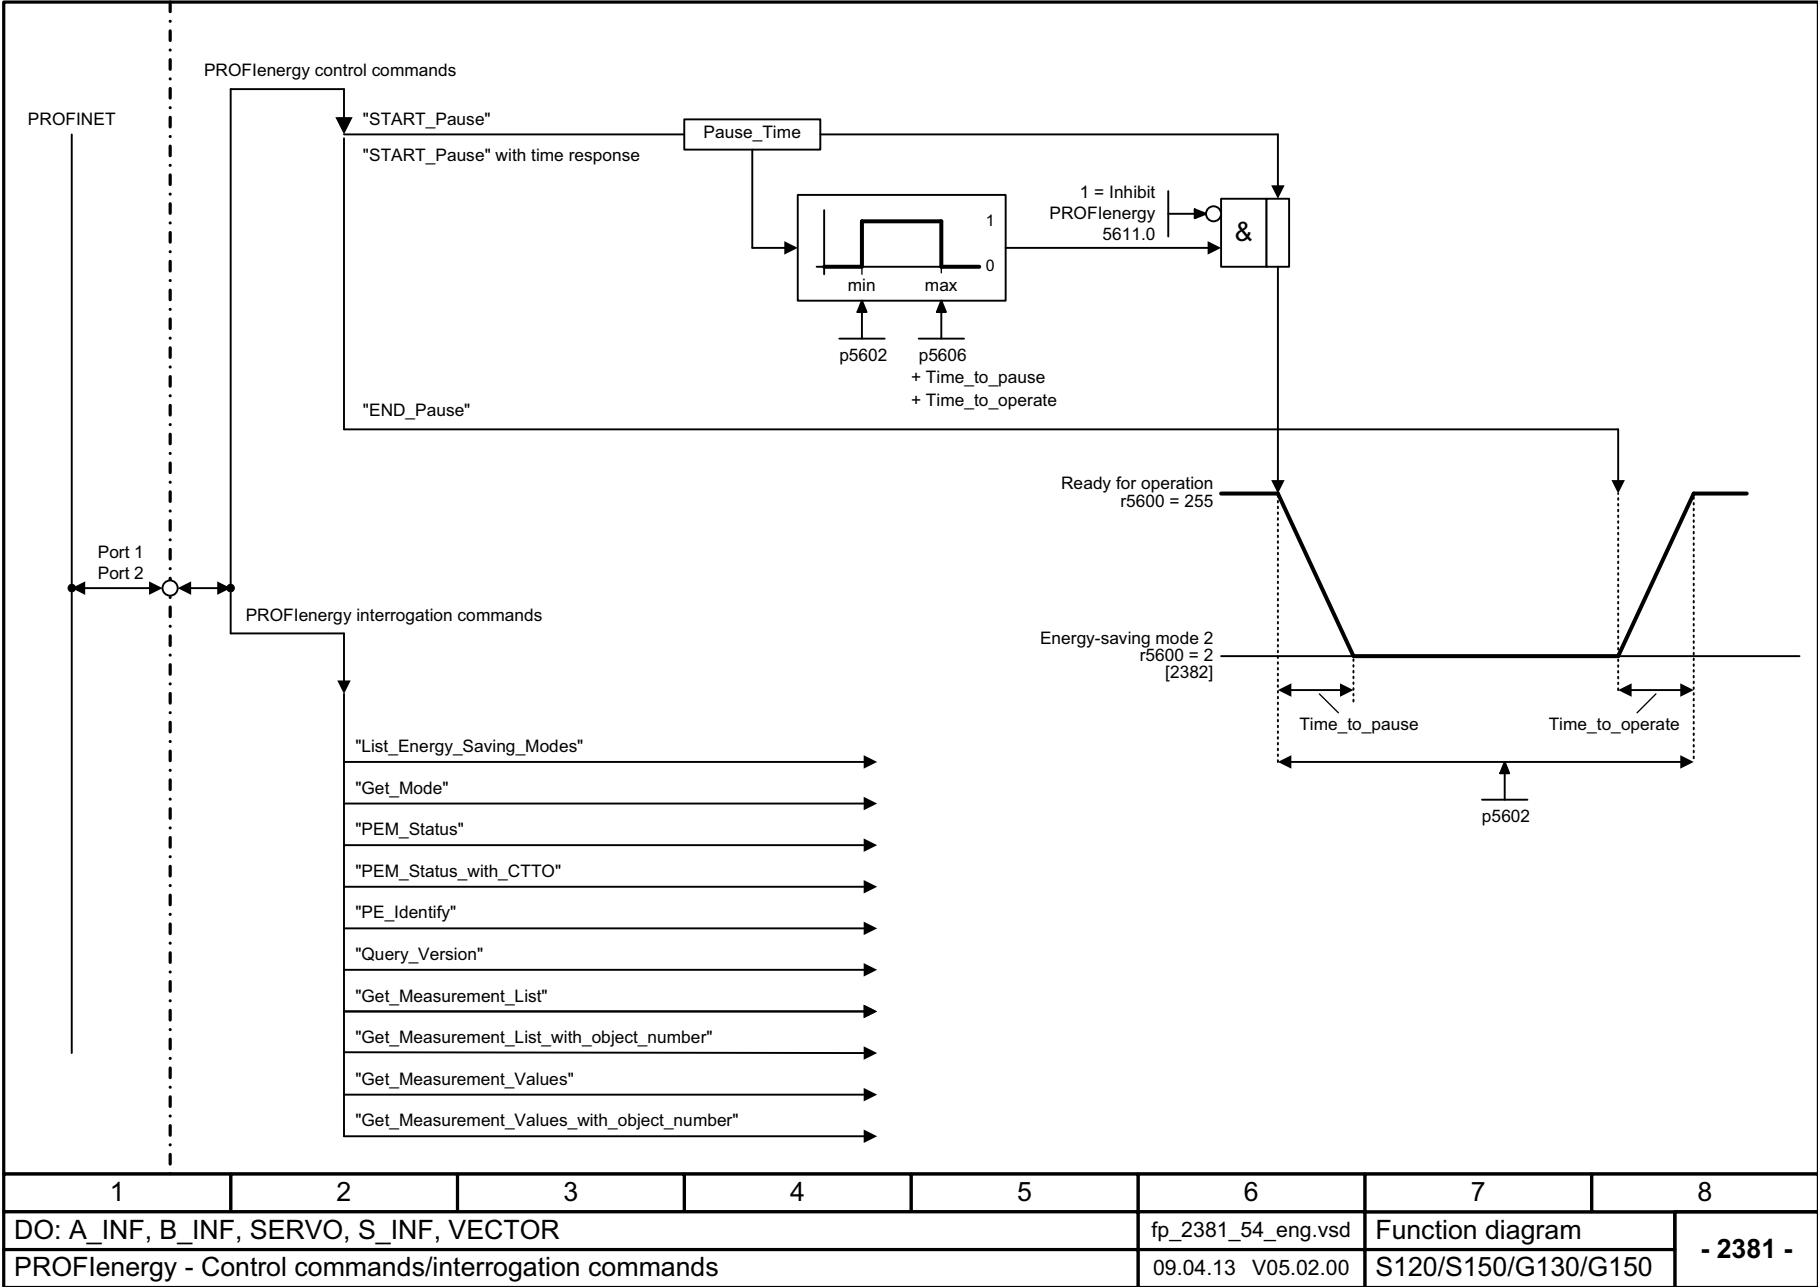 PROFIenergy control commands
PROFINET
"START_Pause"
"START_Pause" with time response
Pause_Time
1 = Inhibit
PROFIenergy
5611.0
&
1
0
min
max
p5602
p5606
+ Time_to_pause
+ Time_to_operate
"END_Pause"
Ready for operation
r5600 = 255
Port 1
Port 2
PROFIenergy interrogation commands
Energy-saving mode 2
r5600 = 2
[2382]
Time_to_pause
Time_to_operate
p5602
"List_Energy_Saving_Modes"
"Get_Mode"
"PEM_Status"
"PEM_Status_with_CTTO"
"PE_Identify"
"Query_Version"
"Get_Measurement_List"
"Get_Measurement_List_with_object_number"
"Get_Measurement_Values"
"Get_Measurement_Values_with_object_number"
1 2 3 4 5 6 7 8
DO: A_INF, B_INF, SERVO, S_INF, VECTOR
fp_2381_54_eng.vsd
Function diagram
- 2381 -
PROFIenergy - Control commands/interrogation commands
09.04.13 V05.02.00
S120/S150/G130/G150